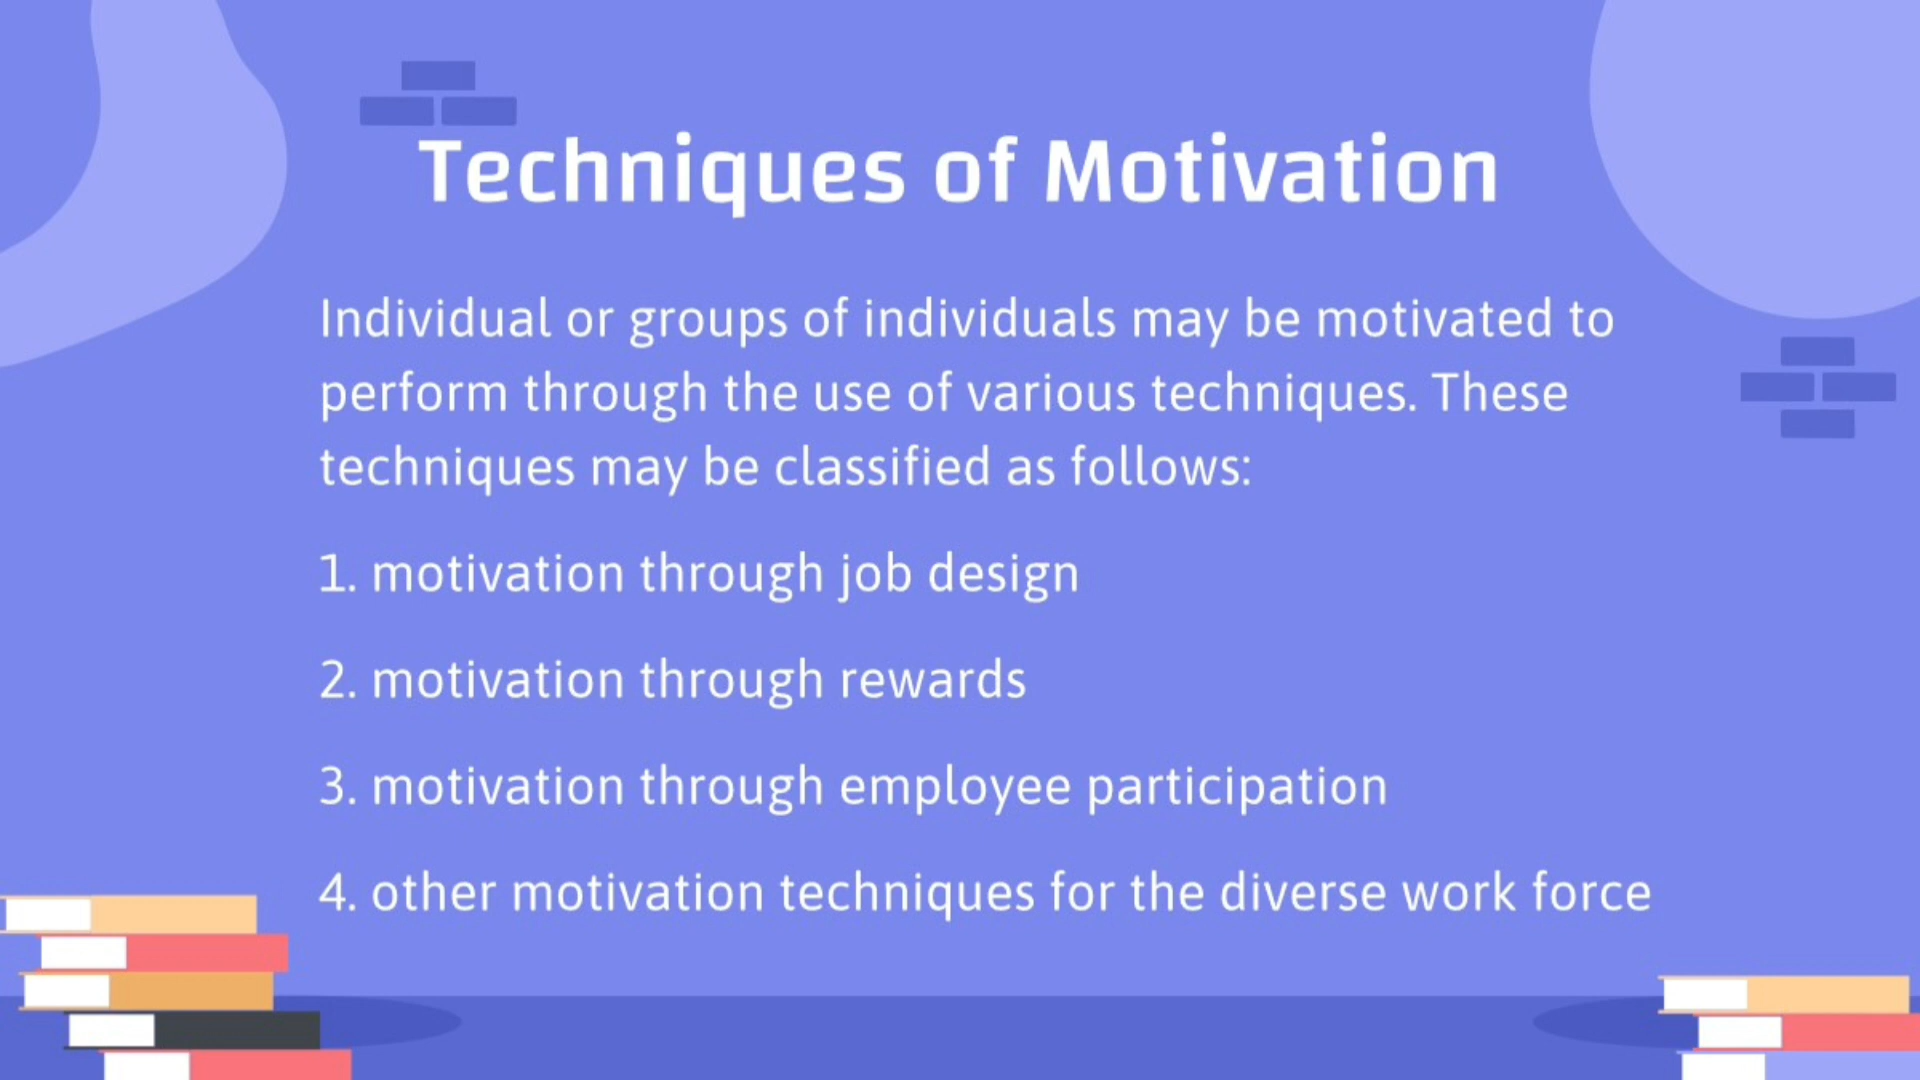 Techniques of Motivation
Individual or groups of individuals may be motivated to
perform through the use of various techniques. These
techniques may be classified as follows:
1. motivation through job design
2. motivation through rewards
3. motivation through employee participation
4. other motivation techniques for the diverse work force